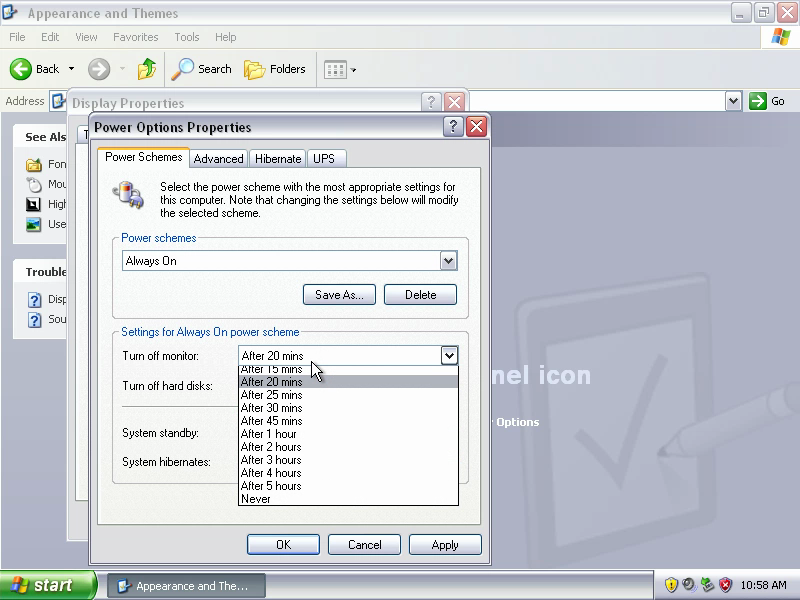 Appearance and Themes
File Edit View Favorites Tools Help
Back Search Folders
Address Go
Display Properties
Power Options Properties
See Als
Power Schemes Advanced Hibernate UPS
Fon
Mou
High
Use
Select the power scheme with the most appropriate settings for
this computer. Note that changing the settings below will modify
the selected scheme.
Power schemes
Always On
Save As... Delete
Trouble
Disp
Sou
Settings for Always On power scheme
Turn off monitor: After 20 mins
After 15 mins
After 20 mins
After 25 mins
After 30 mins
After 45 mins
After 1 hour
After 2 hours
After 3 hours
After 4 hours
After 5 hours
Never
Turn off hard disks:
System standby:
System hibernates:
nel icon
Options
OK Cancel Apply
start Appearance and The... 10:58 AM